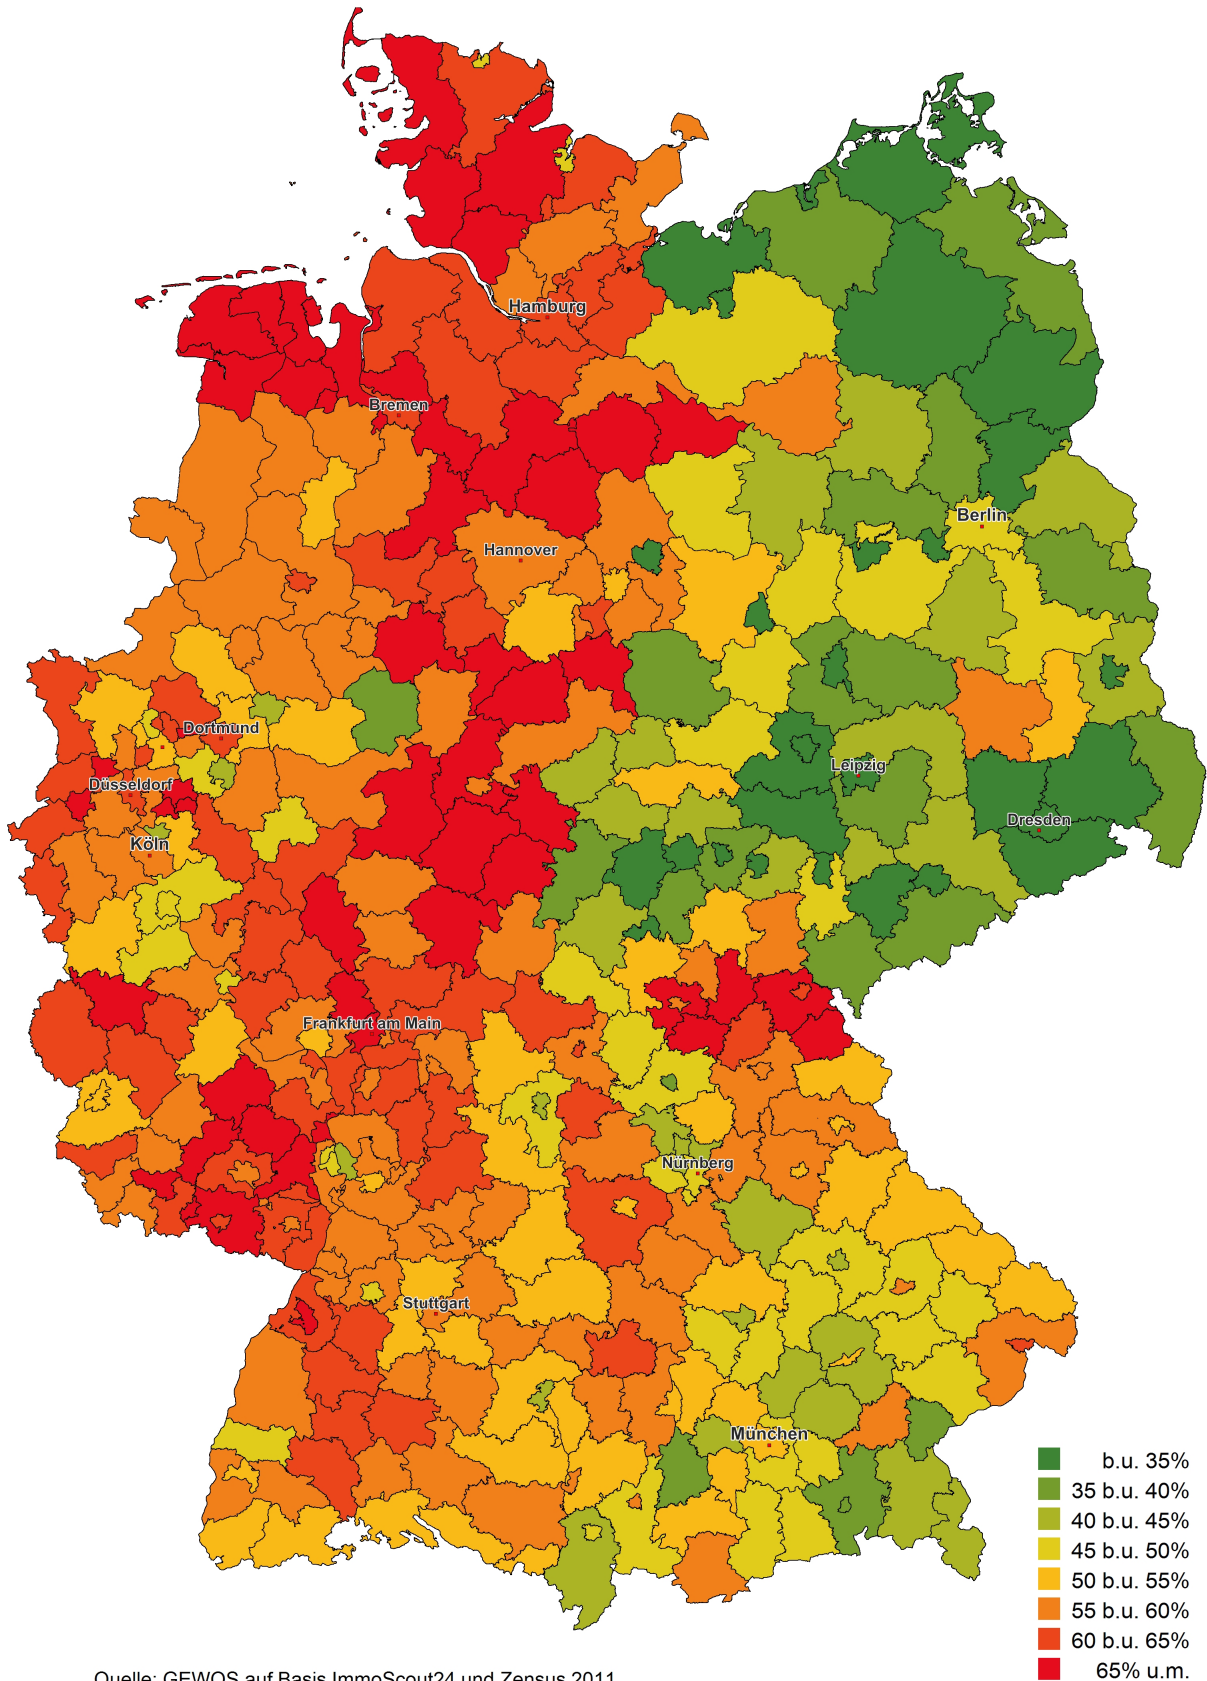 Hamburg
Bremen
Berlin
Hannover
Dortmund
Düsseldorf
Leipzig
Dresden
Köln
Frankfurt am Main
Nürnberg
Stuttgart
München
b.u. 35%
35 b.u. 40%
40 b.u. 45%
45 b.u. 50%
50 b.u. 55%
55 b.u. 60%
60 b.u. 65%
65% u.m.
Quelle: GEWOS auf Basis ImmoScout24 und Zensus 2011